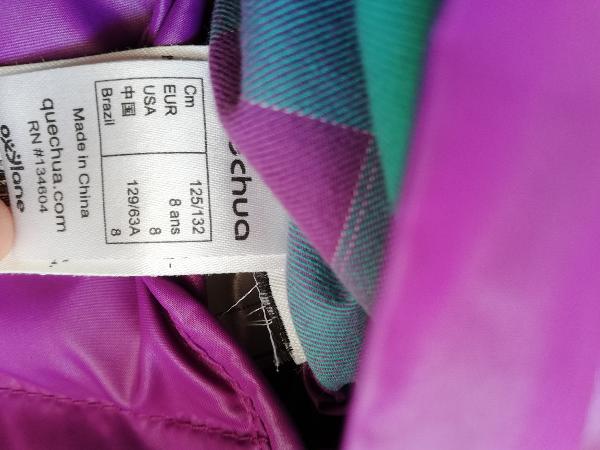 chua
Cm 125/132
EUR 8 ans
USA 8
中国 129/63A
Brazil 8
Made in China
quechua.com
RN #134604
oxylane